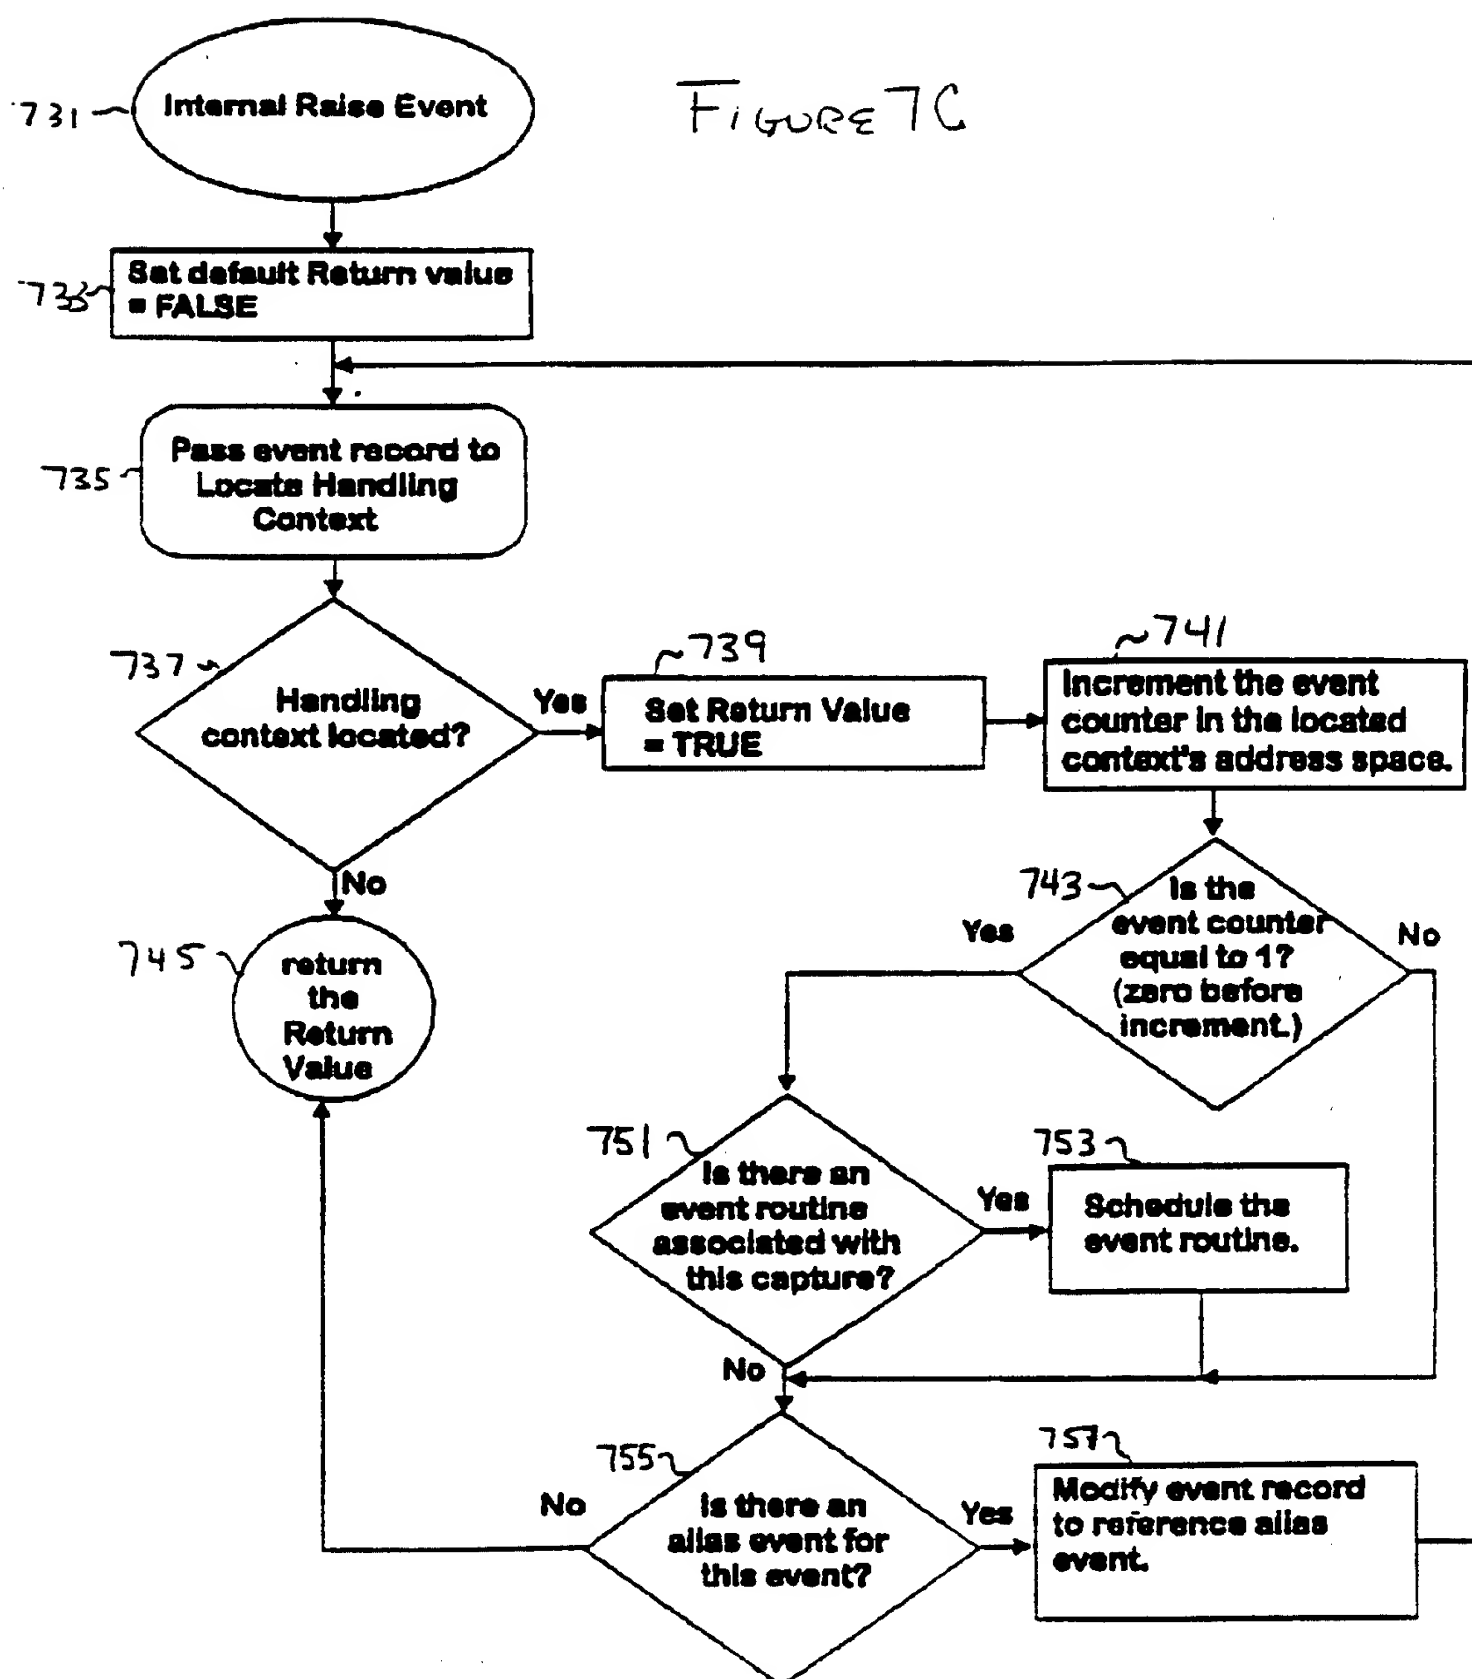 731
Internal Raise Event
FIGURE 7C
733
Set default Return value
= FALSE
735
Pass event record to
Locate Handling
Context
737
Handling
context located?
Yes
No
739
Set Return Value
= TRUE
741
Increment the event
counter in the located
context's address space.
743
Is the
event counter
equal to 1?
(zero before
increment.)
Yes
No
745
return
the
Return
Value
751
Is there an
event routine
associated with
this capture?
Yes
No
753
Schedule the
event routine.
755
Is there an
alias event for
this event?
No
Yes
757
Modify event record
to reference alias
event.